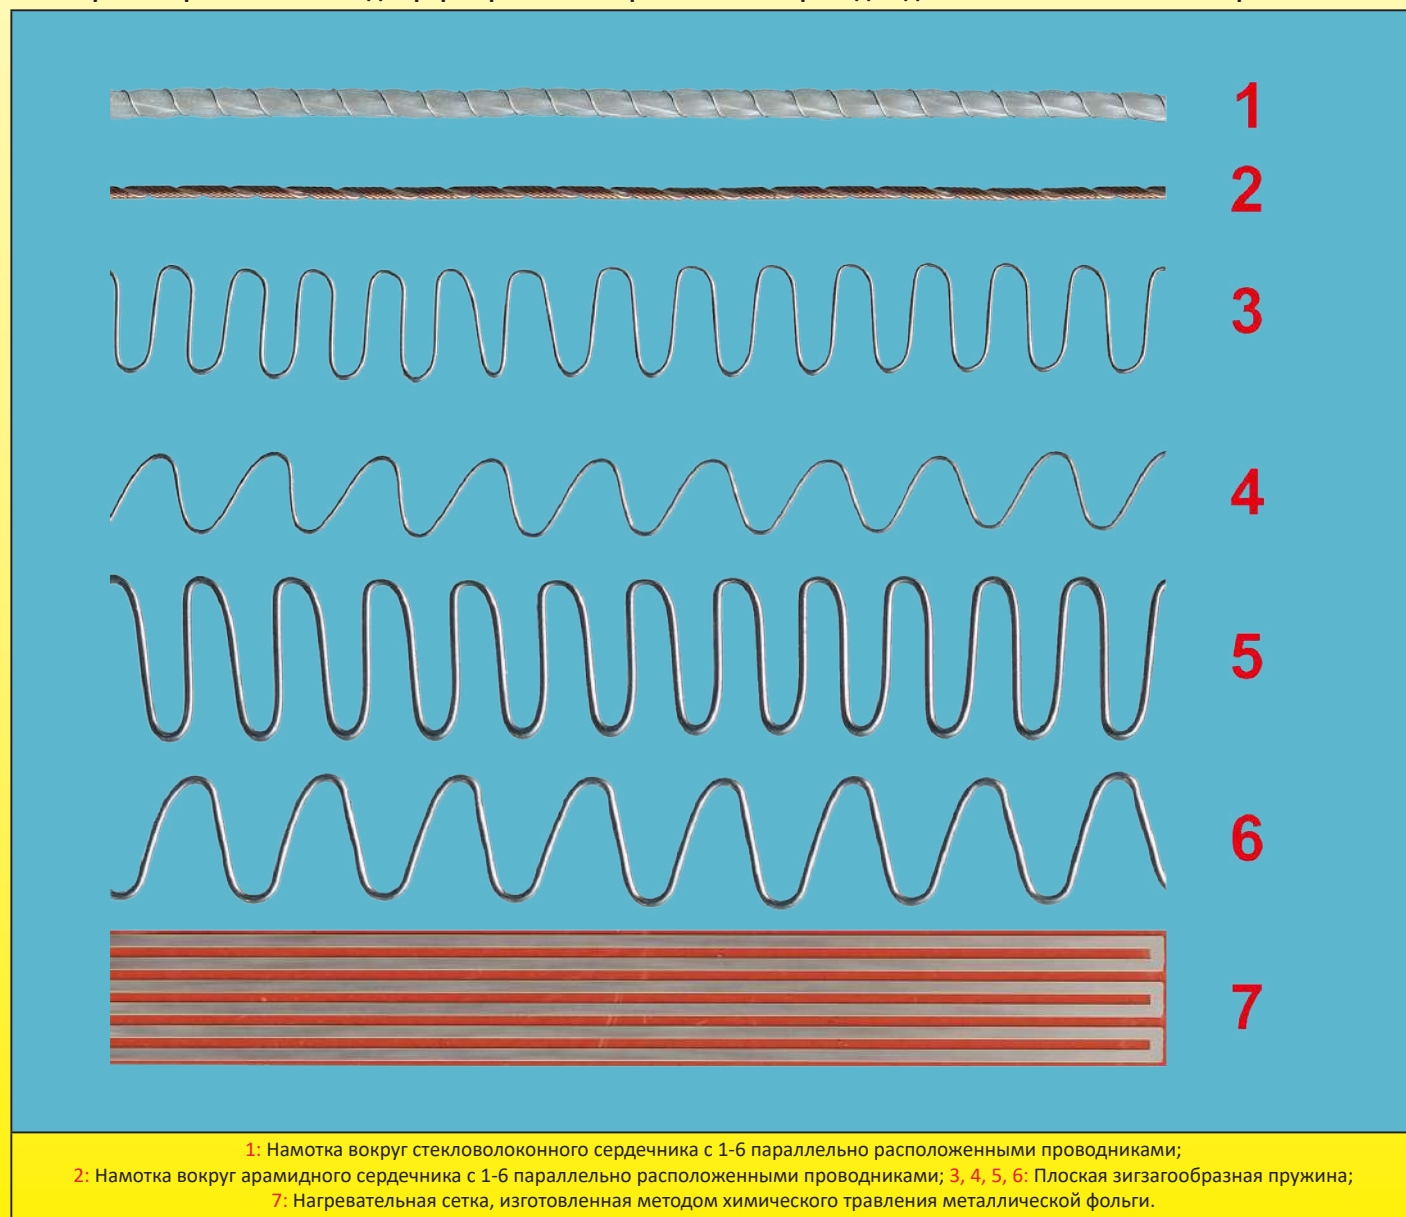 1
2
3
4
5
6
7
1: Намотка вокруг стекловолоконного сердечника с 1-6 параллельно расположенными проводниками;
2: Намотка вокруг арамидного сердечника с 1-6 параллельно расположенными проводниками; 3, 4, 5, 6: Плоская зигзагообразная пружина;
7: Нагревательная сетка, изготовленная методом химического травления металлической фольги.